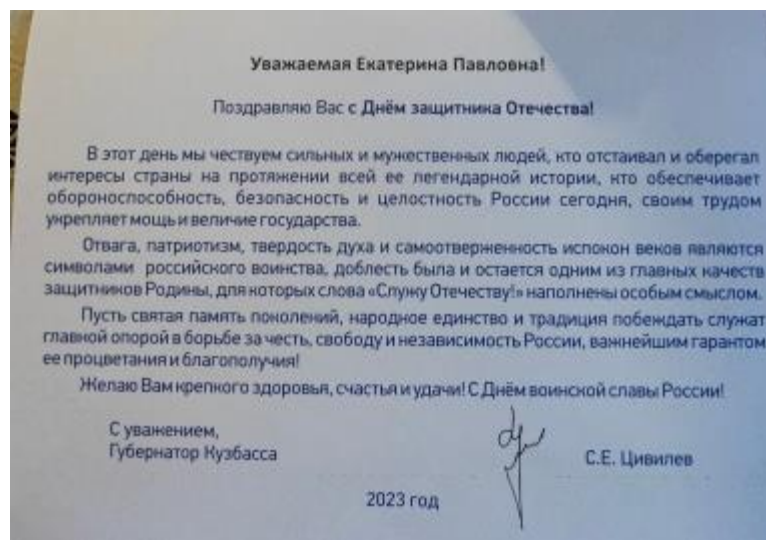 Уважаемая Екатерина Павловна!
Поздравляю Вас с Днём защитника Отечества!
В этот день мы чествуем сильных и мужественных людей, кто отстаивал и оберегал
интересы страны на протяжении всей ее легендарной истории, кто обеспечивает
обороноспособность, безопасность и целостность России сегодня, своим трудом
укрепляет мощь и величие государства.
Отвага, патриотизм, твердость духа и самоотверженность испокон веков являются
символами российского воинства, доблесть была и остается одним из главных качеств
защитников Родины, для которых слова «Служу Отечеству!» наполнены особым смыслом.
Пусть святая память поколений, народное единство и традиция побеждать служат
главной опорой в борьбе за честь, свободу и независимость России, важнейшим гарантом
ее процветания и благополучия!
Желаю Вам крепкого здоровья, счастья и удачи! С Днём воинской славы России!
С уважением,
Губернатор Кузбасса
С.Е. Цивилев
2023 год